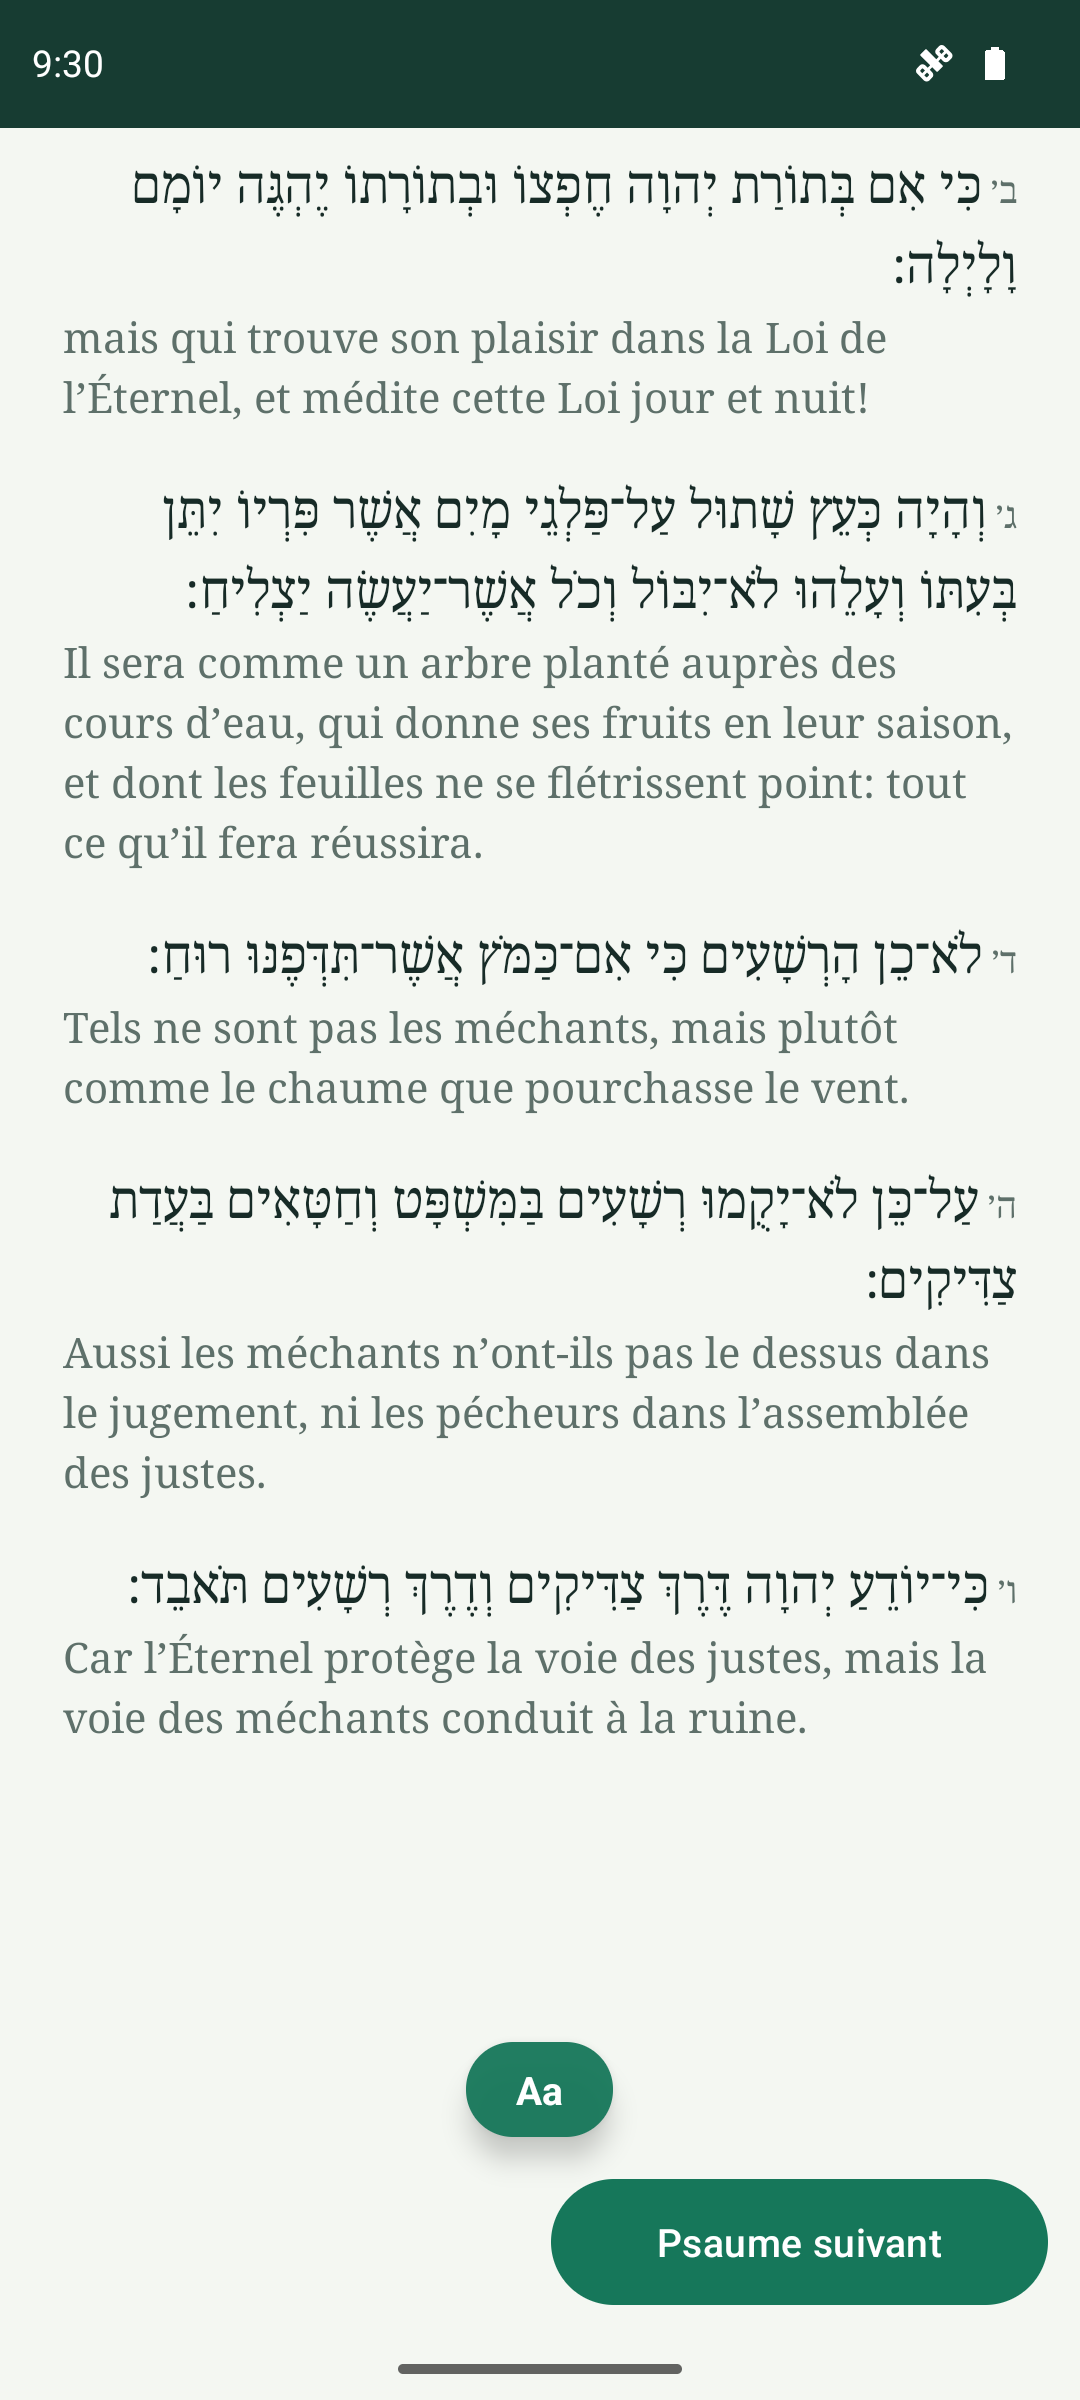 9:30
ב’ כִּי אִם בְּתוֹרַת יְהוָה חֶפְצוֹ וּבְתוֹרָתוֹ יֶהְגֶּה יוֹמָם
וָלָיְלָה:
mais qui trouve son plaisir dans la Loi de
l’Éternel, et médite cette Loi jour et nuit!
ג’ וְהָיָה כְּעֵץ שָׁתוּל עַל־פַּלְגֵי מָיִם אֲשֶׁר פִּרְיוֹ יִתֵּן
בְּעִתּוֹ וְעָלֵהוּ לֹא־יִבּוֹל וְכֹל אֲשֶׁר־יַעֲשֶׂה יַצְלִיחַ:
Il sera comme un arbre planté auprès des
cours d’eau, qui donne ses fruits en leur saison,
et dont les feuilles ne se flétrissent point: tout
ce qu’il fera réussira.
ד’ לֹא־כֵן הָרְשָׁעִים כִּי אִם־כַּמֹּץ אֲשֶׁר־תִּדְּפֶנּוּ רוּחַ:
Tels ne sont pas les méchants, mais plutôt
comme le chaume que pourchasse le vent.
ה’ עַל־כֵּן לֹא־יָקֻמוּ רְשָׁעִים בַּמִּשְׁפָּט וְחַטָּאִים בַּעֲדַת
צַדִּיקִים:
Aussi les méchants n’ont-ils pas le dessus dans
le jugement, ni les pécheurs dans l’assemblée
des justes.
ו’ כִּי־יוֹדֵעַ יְהוָה דֶּרֶךְ צַדִּיקִים וְדֶרֶךְ רְשָׁעִים תֹּאבֵד:
Car l’Éternel protège la voie des justes, mais la
voie des méchants conduit à la ruine.
Aa
Psaume suivant